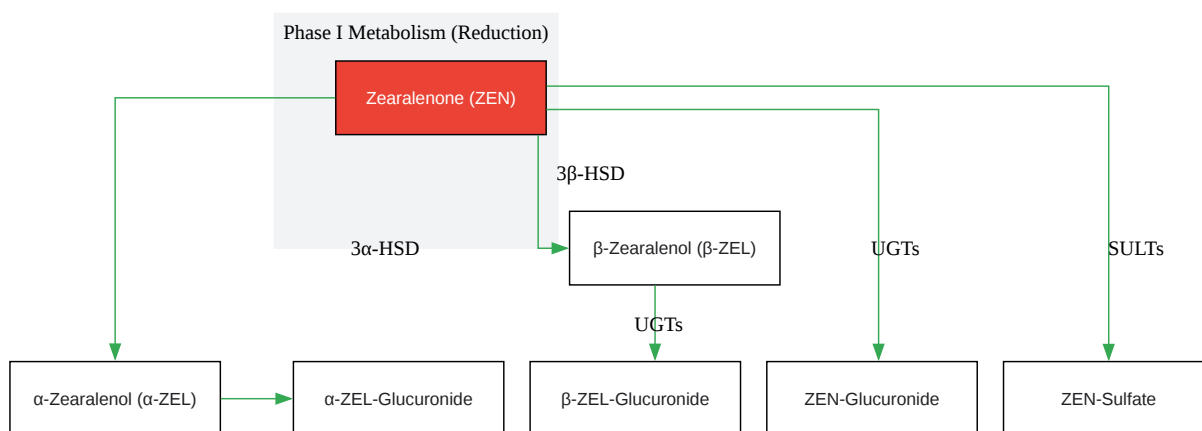 Phase I Metabolism (Reduction)
Zearalenone (ZEN)
3β-HSD
3α-HSD
β-Zearalenol (β-ZEL)
UGTs
SULTs
UGTs
α-Zearalenol (α-ZEL)
α-ZEL-Glucuronide
β-ZEL-Glucuronide
ZEN-Glucuronide
ZEN-Sulfate